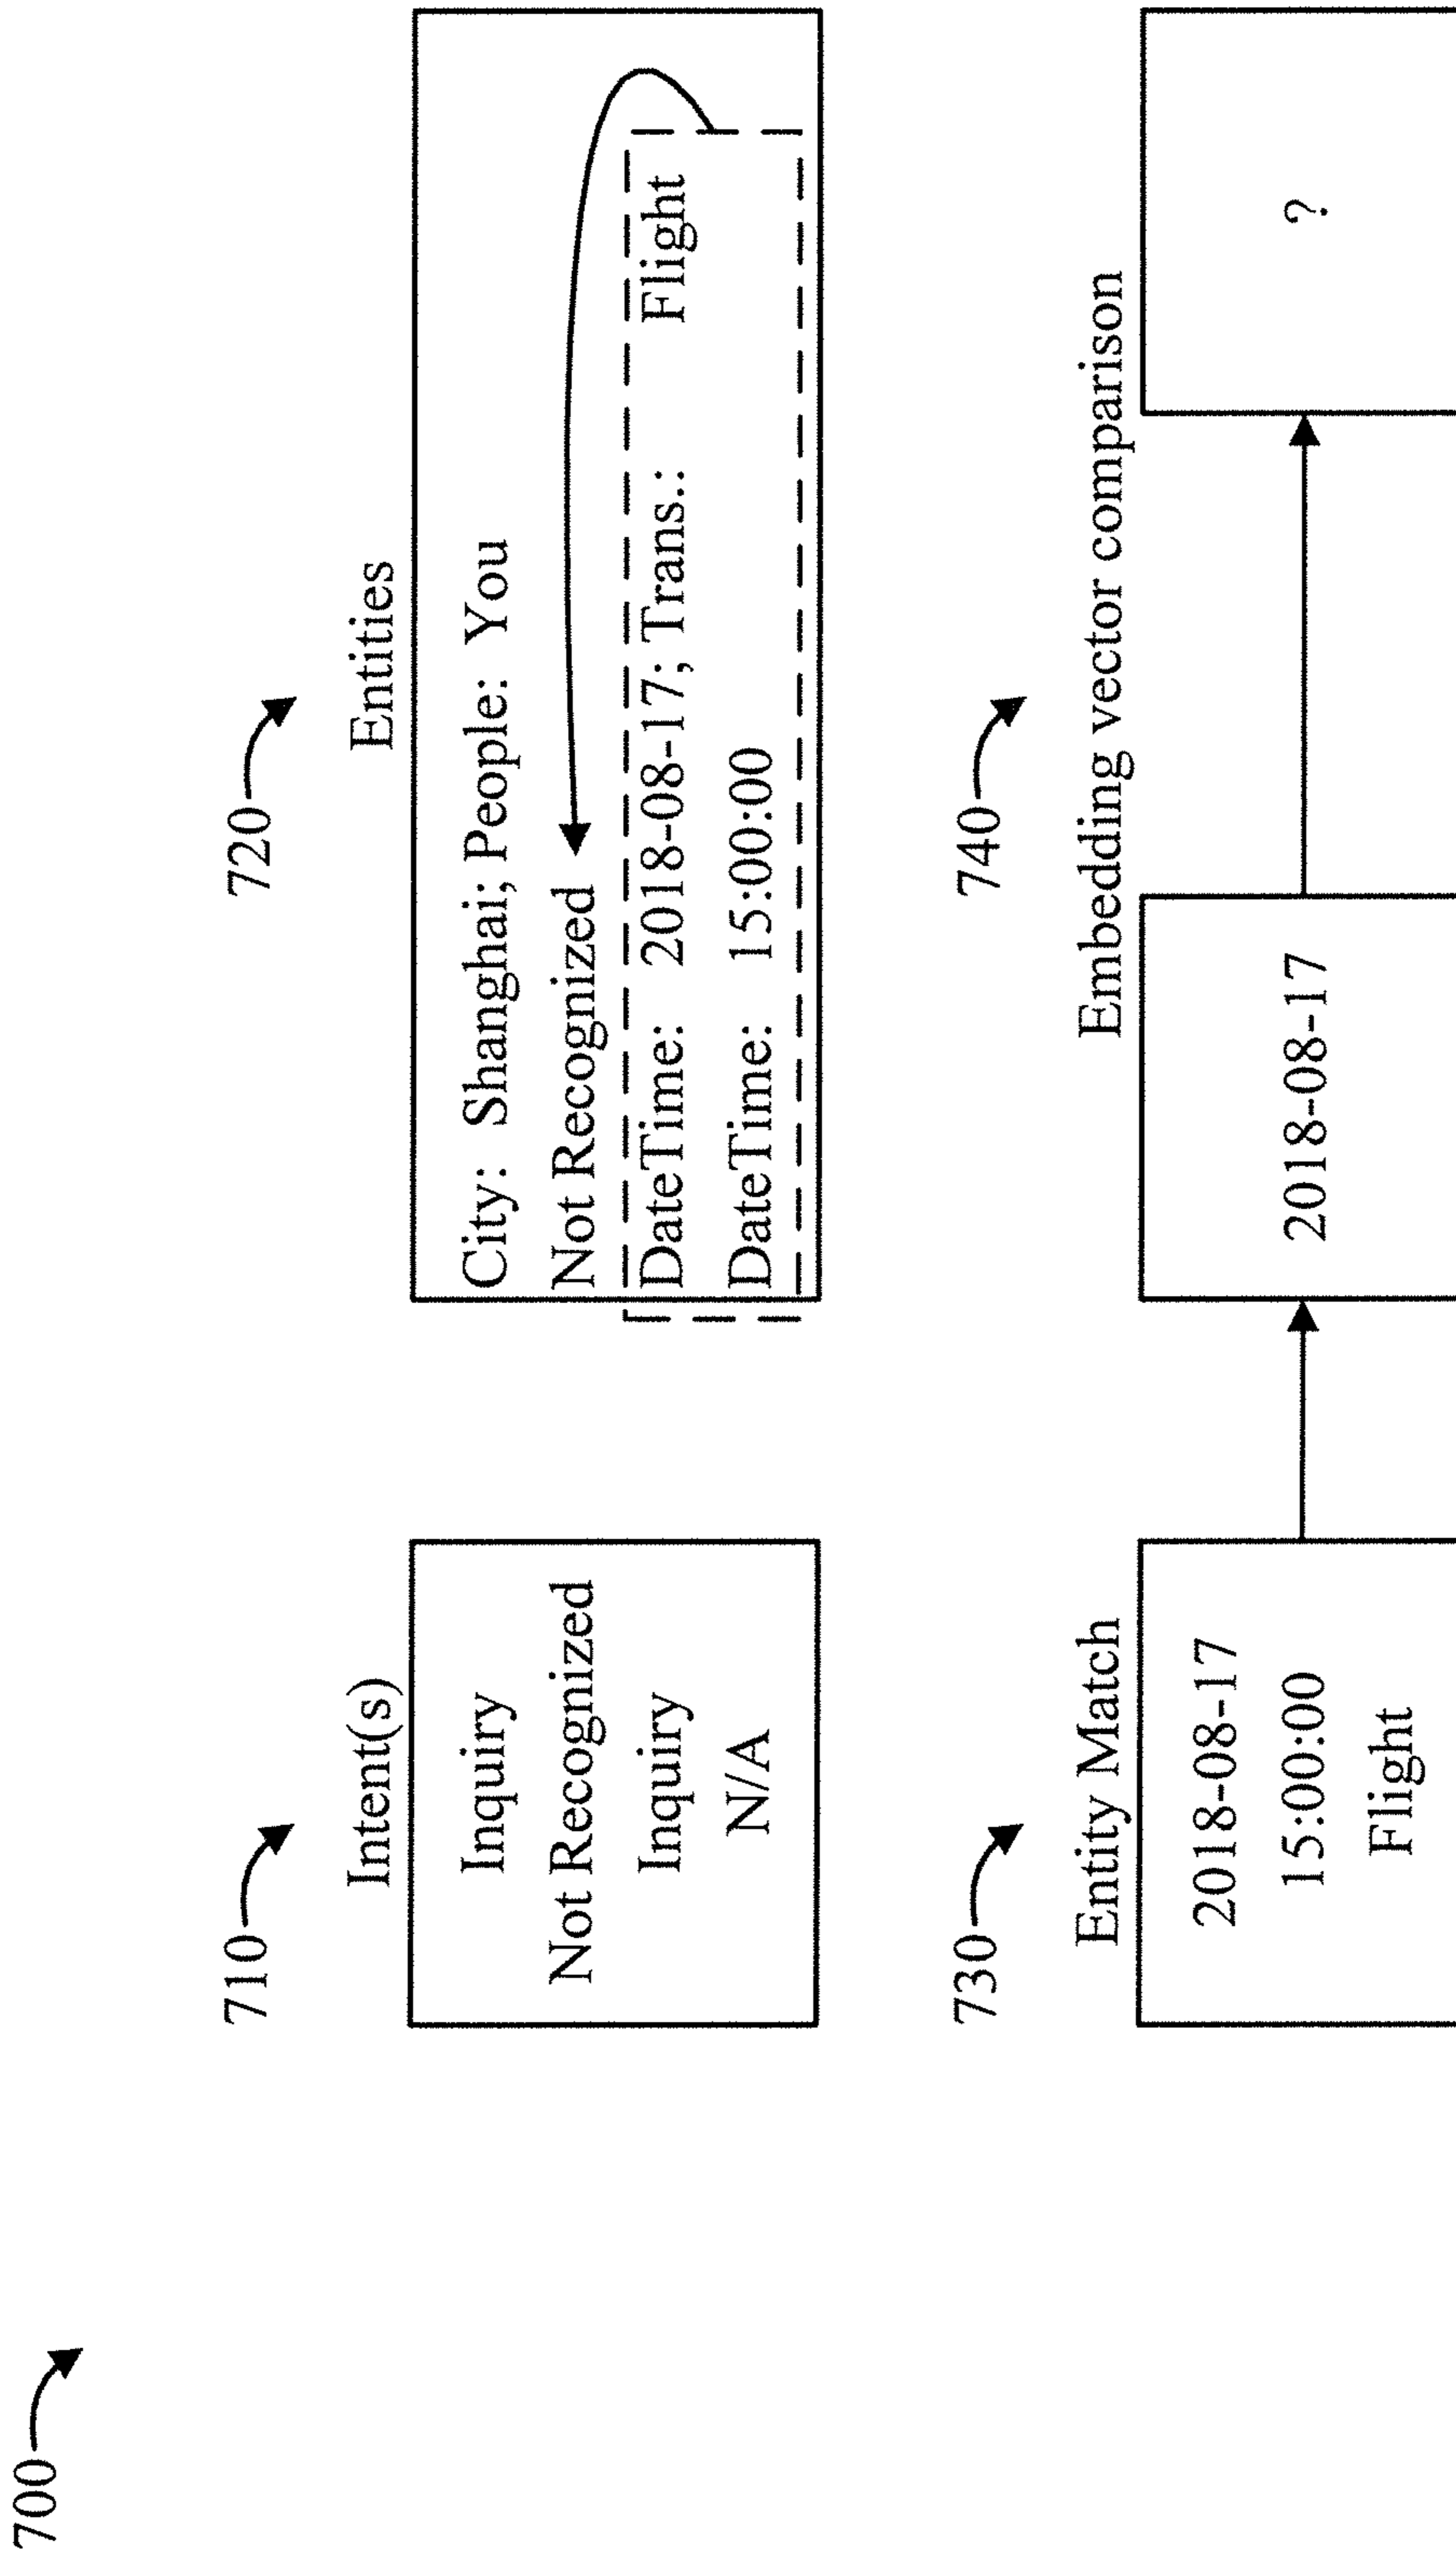 700
710
Intent(s)
Inquiry
Not Recognized
Inquiry
N/A
720
Entities
City: Shanghai; People: You
Not Recognized
DateTime: 2018-08-17; Trans.: Flight
DateTime: 15:00:00
730
Entity Match
2018-08-17
15:00:00
Flight
740
Embedding vector comparison
2018-08-17
?